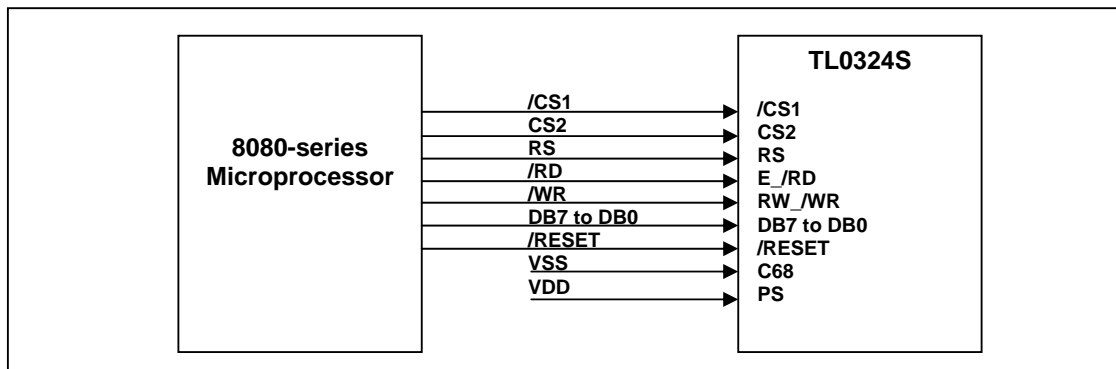 8080-series
Microprocessor
/CS1
CS2
RS
/RD
/WR
DB7 to DB0
/RESET
VSS
VDD
TL0324S
/CS1
CS2
RS
E_/RD
RW_/WR
DB7 to DB0
/RESET
C68
PS